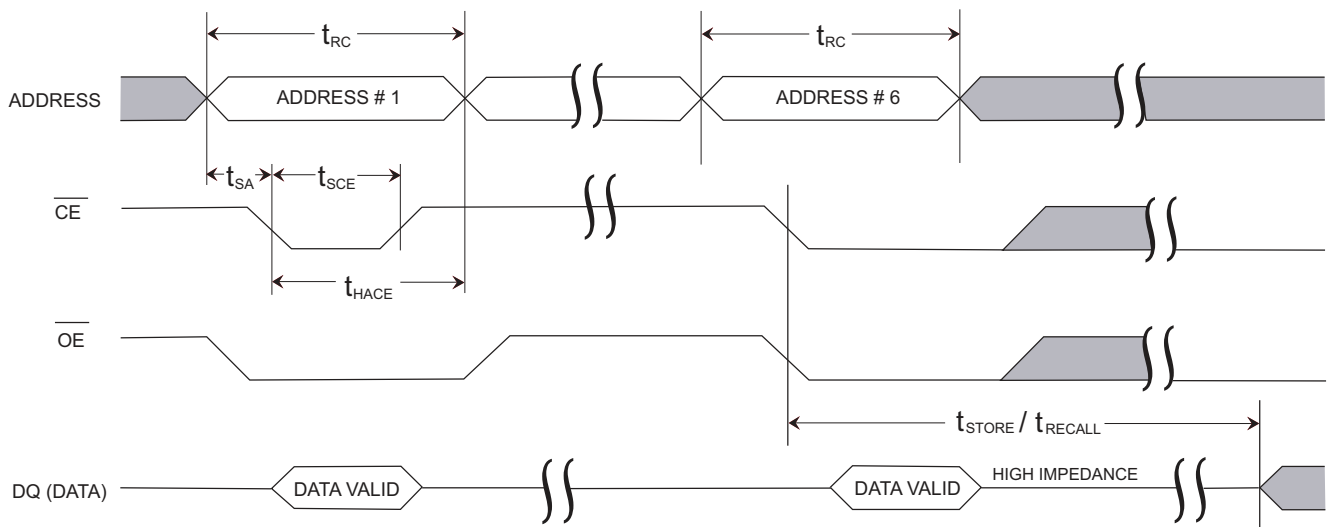 tRC tRC
ADDRESS ADDRESS # 1 ADDRESS # 6
tSA tSCE
CE
tHACE
OE
tSTORE / tRECALL
DQ (DATA) DATA VALID DATA VALID HIGH IMPEDANCE